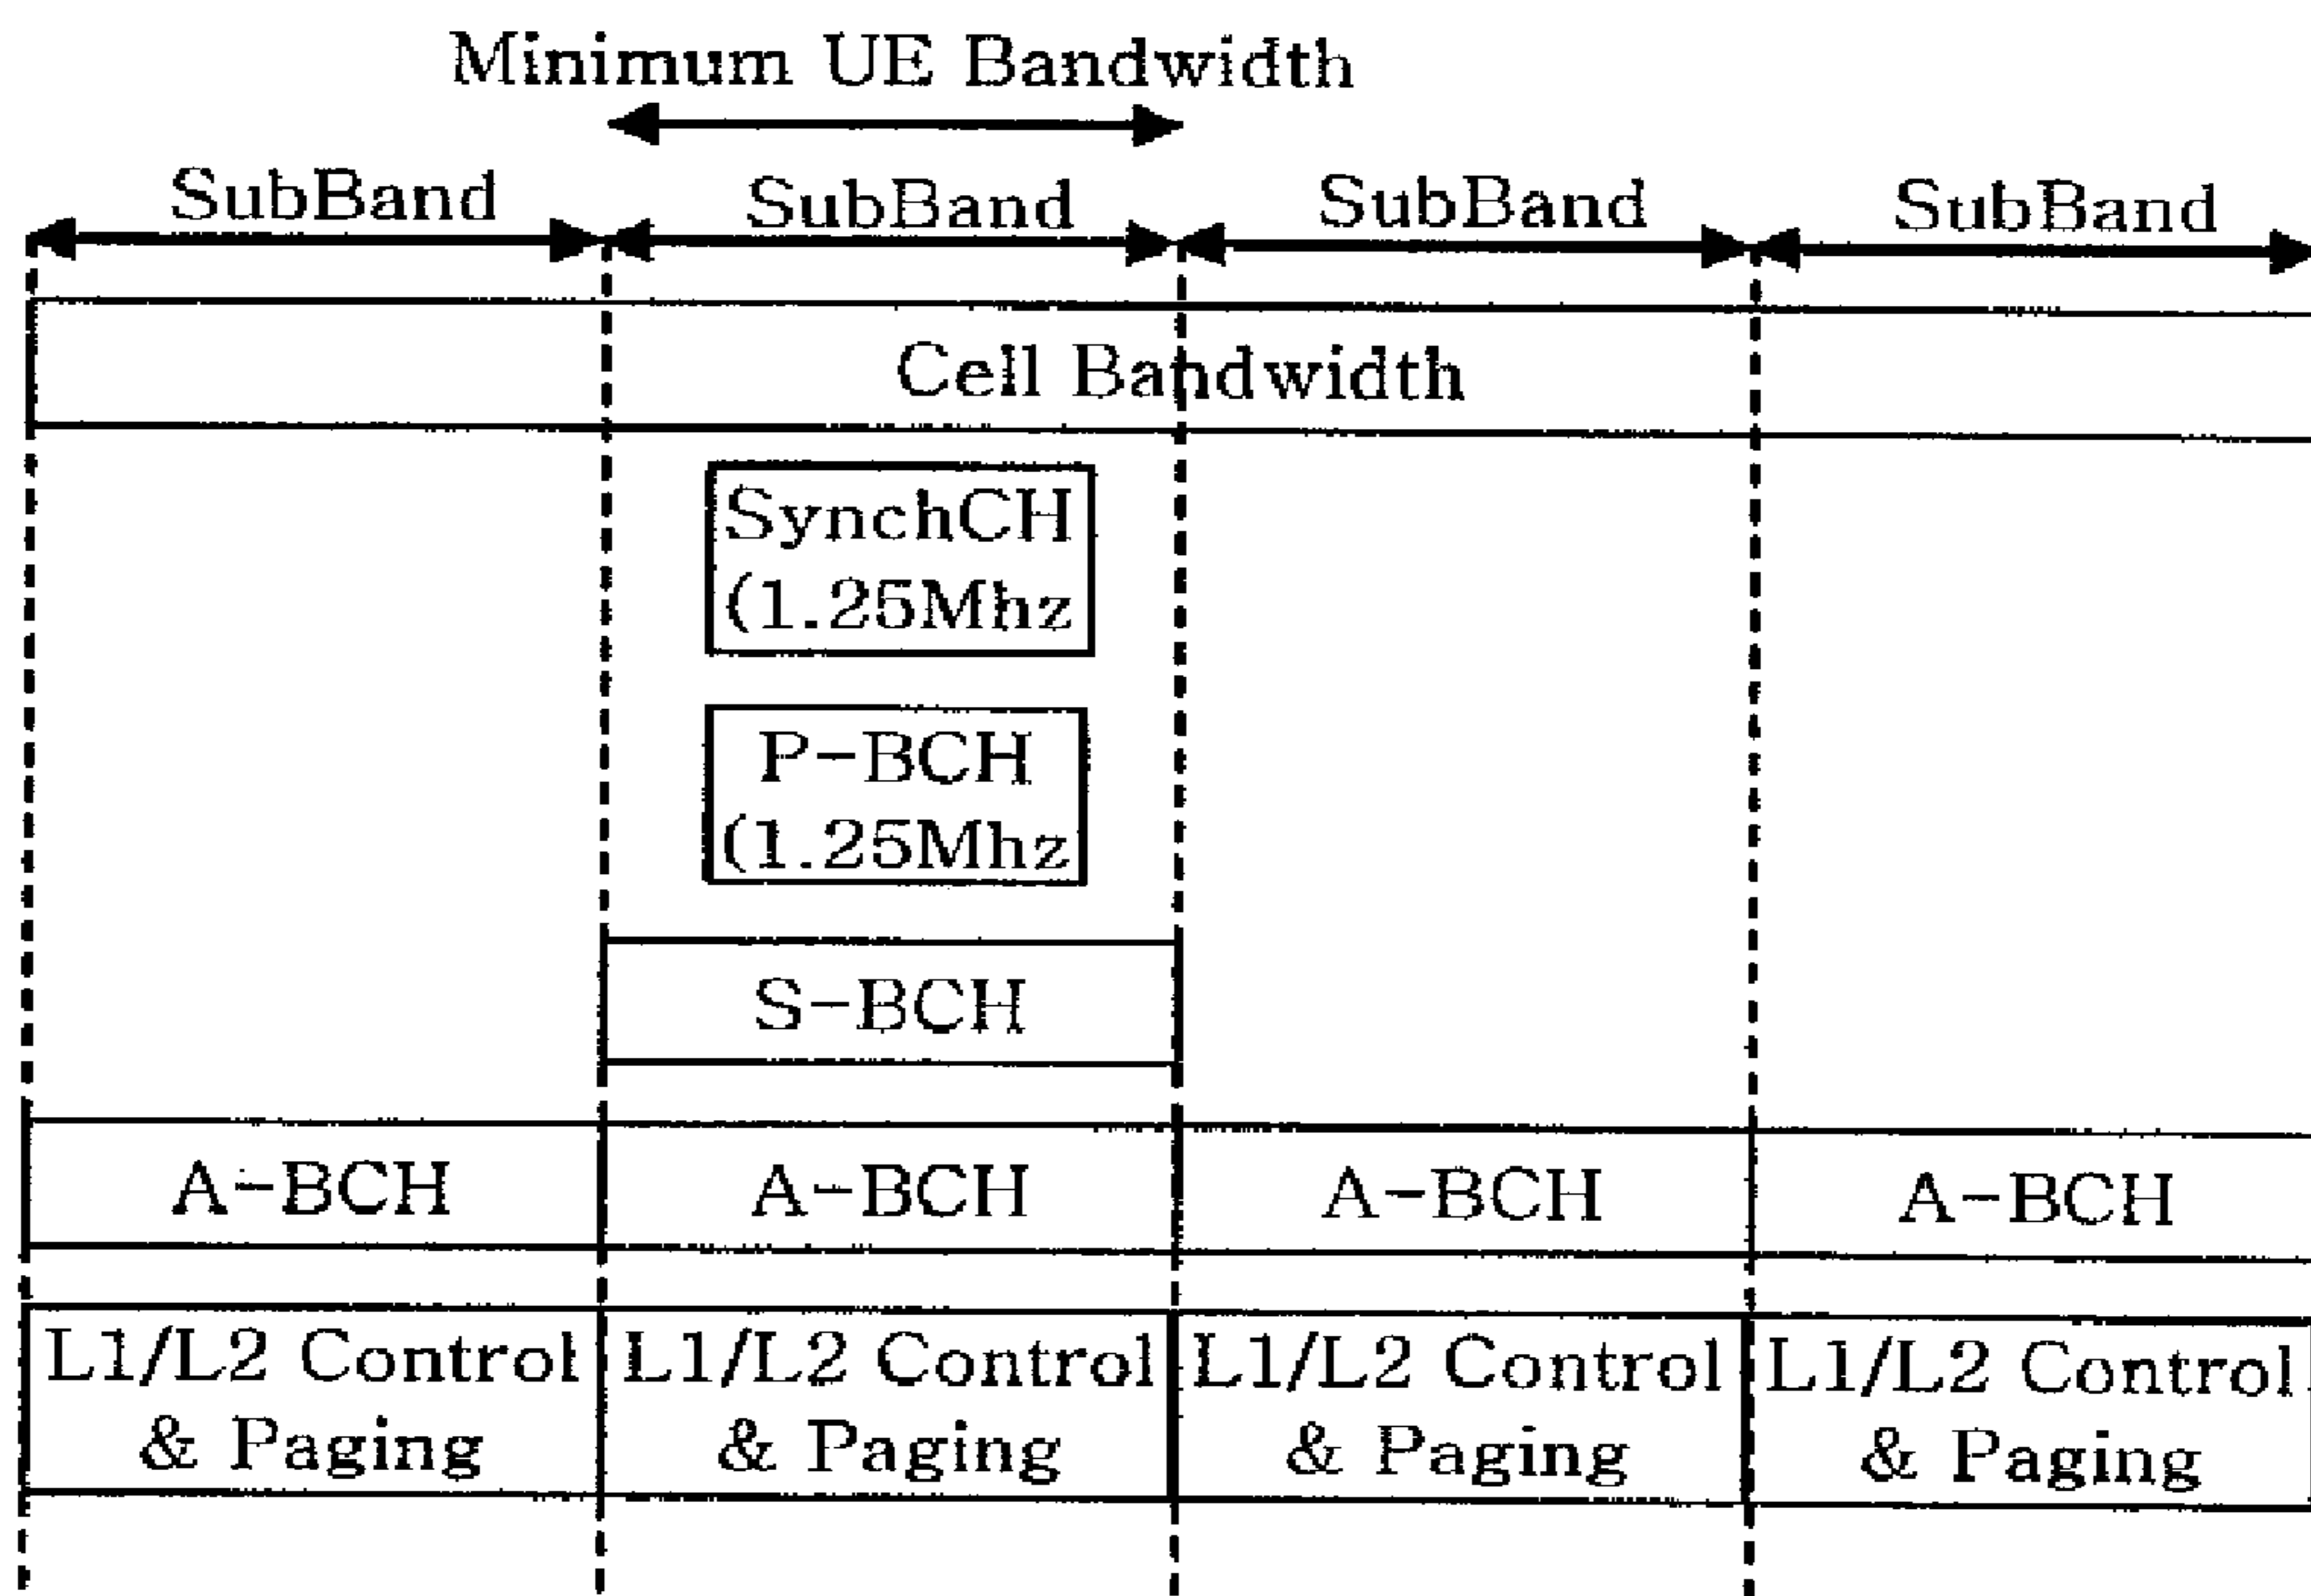 Minimum UE Bandwidth
SubBand SubBand SubBand SubBand
Cell Bandwidth
SynchCH
(1.25Mhz
P-BCH
(1.25Mhz
S-BCH
A-BCH A-BCH A-BCH A-BCH
L1/L2 Control L1/L2 Control L1/L2 Control L1/L2 Control
& Paging & Paging & Paging & Paging